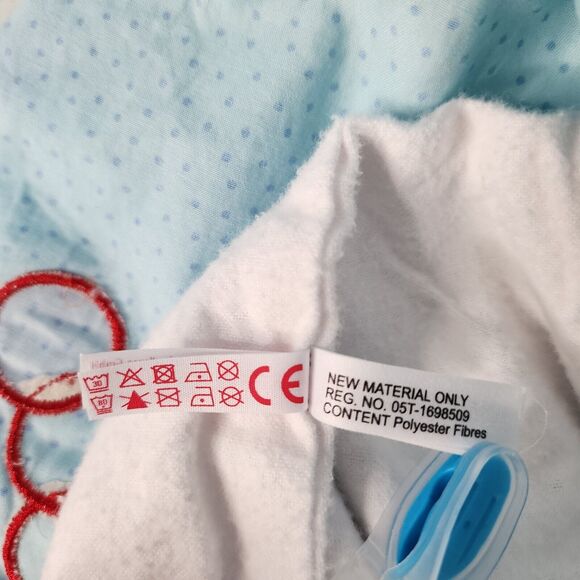 30
80
CE
NEW MATERIAL ONLY
REG. NO. 05T-1698509
CONTENT Polyester Fibres